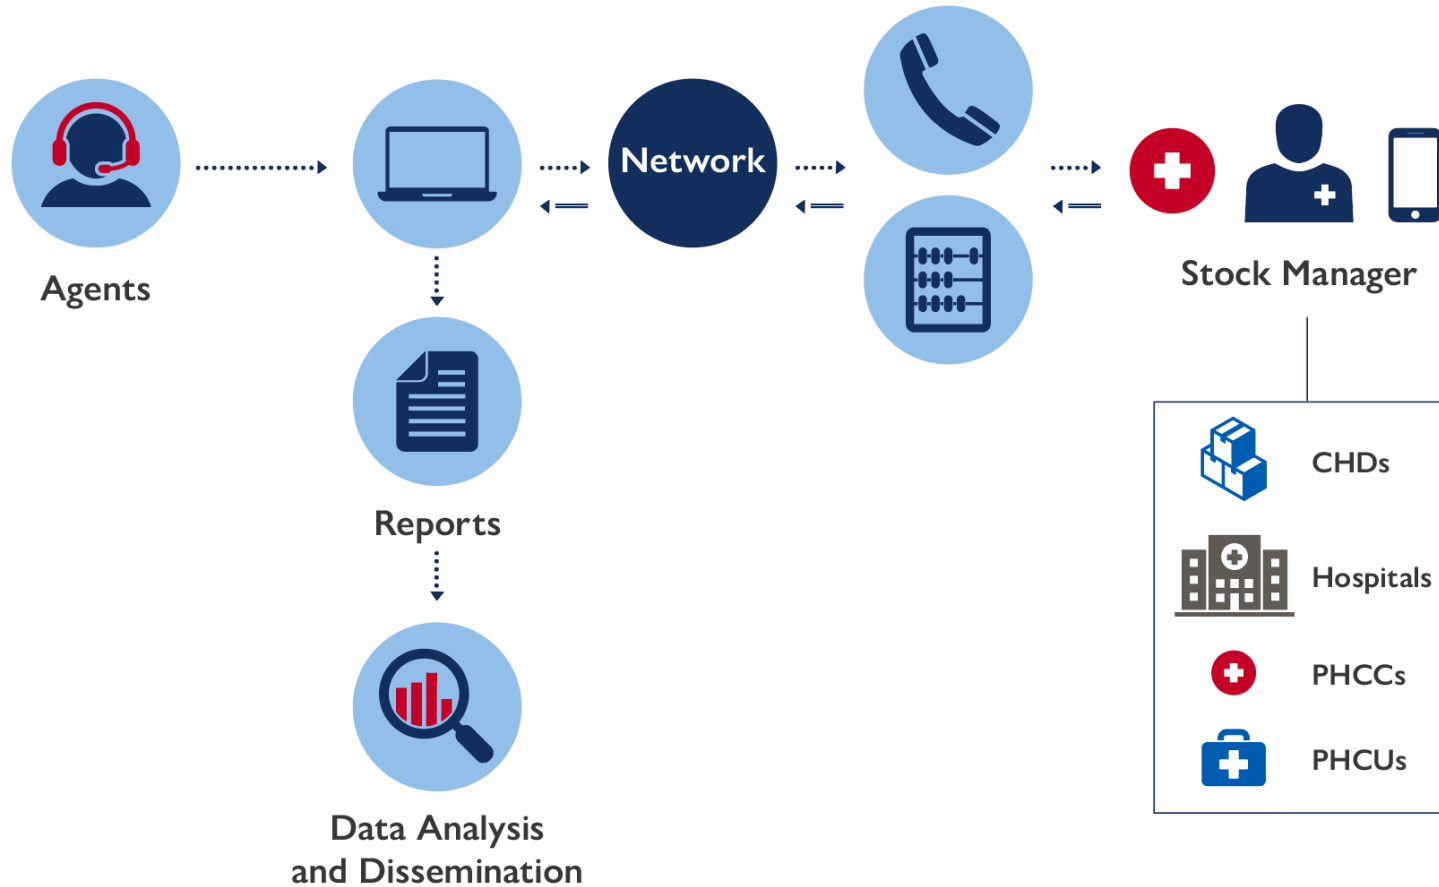 Network
Agents
Stock Manager
CHDs
Reports
Hospitals
PHCCs
PHCUs
Data Analysis
and Dissemination